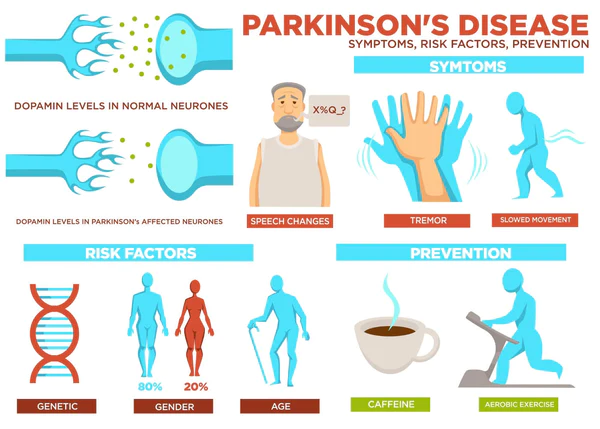 PARKINSON'S DISEASE
SYMPTOMS, RISK FACTORS, PREVENTION
DOPAMIN LEVELS IN NORMAL NEURONES
DOPAMIN LEVELS IN PARKINSON's AFFECTED NEURONES
SYMTOMS
X%Q_?
SPEECH CHANGES
TREMOR
SLOWED MOVEMENT
RISK FACTORS
80%
20%
GENETIC
GENDER
AGE
PREVENTION
CAFFEINE
AEROBIC EXERCISE